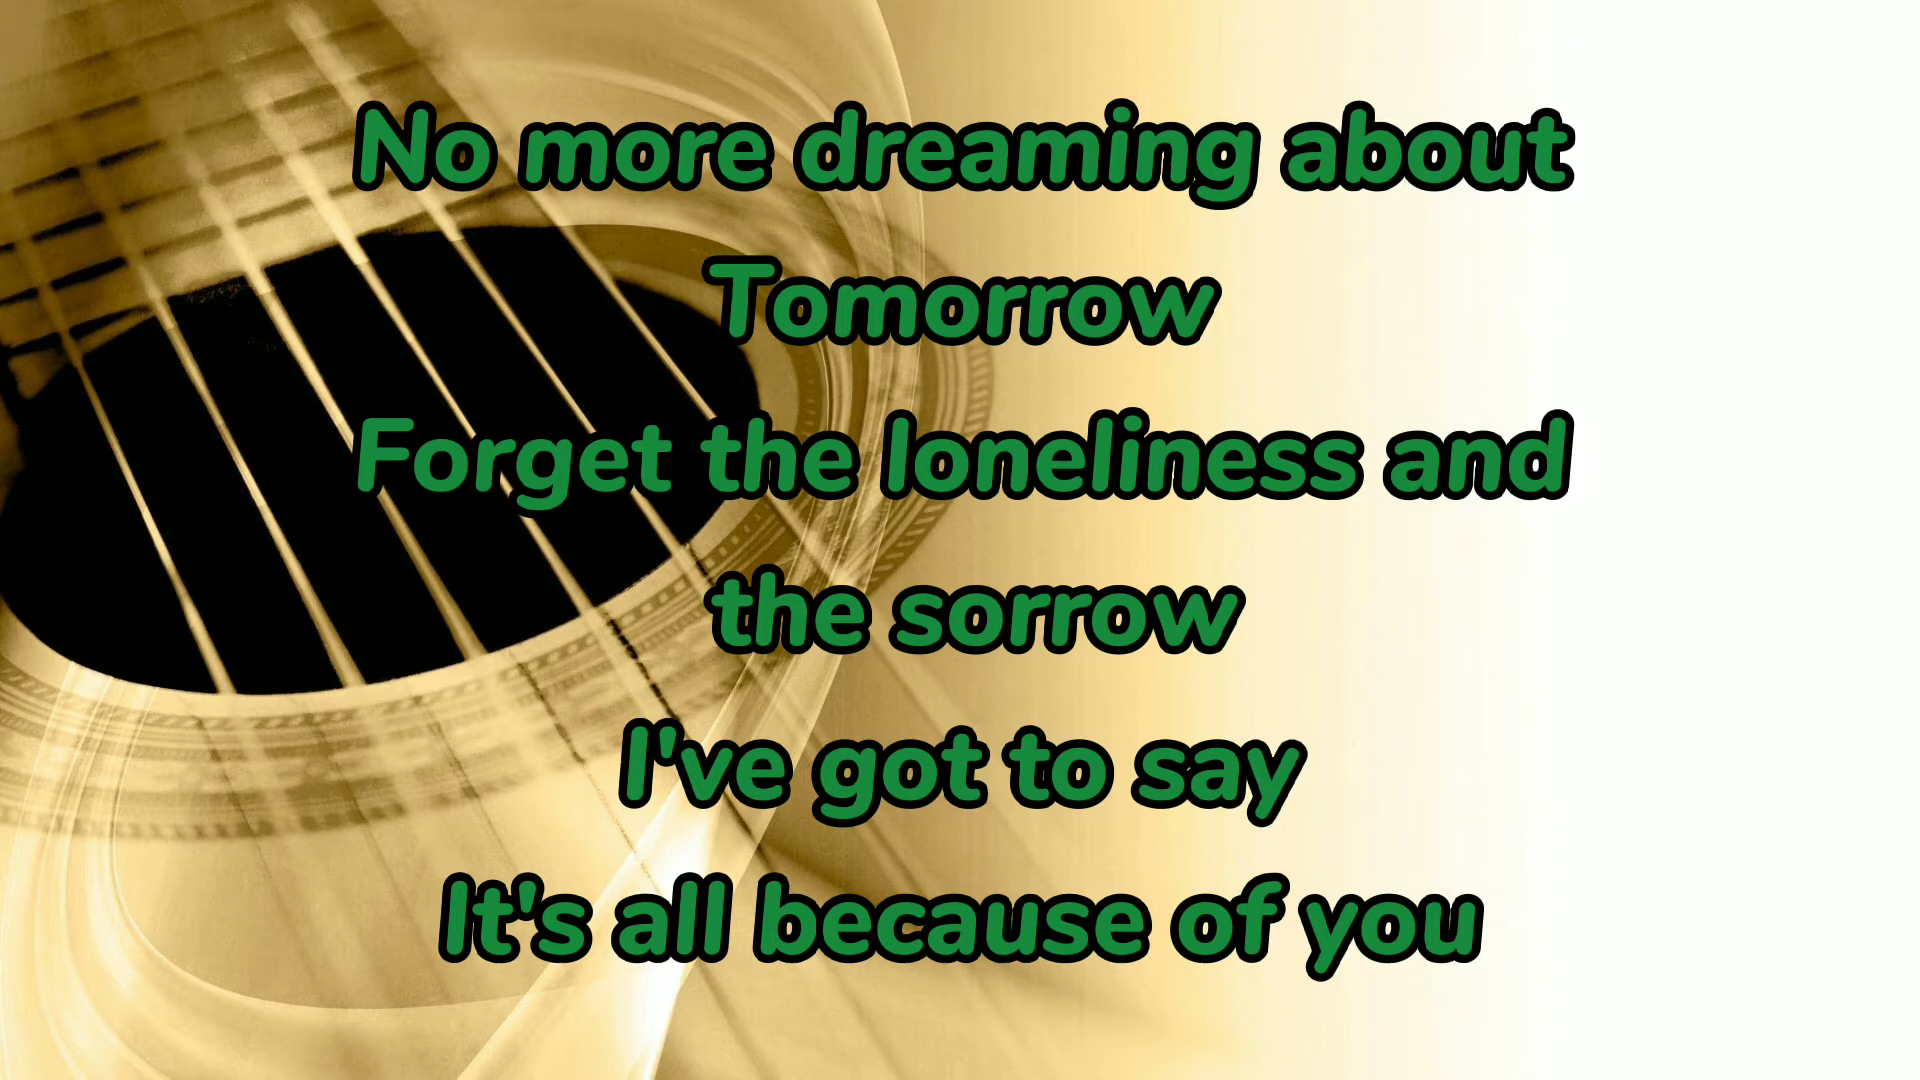 No more dreaming about
Tomorrow
Forget the loneliness and
the sorrow
I've got to say
It's all because of you